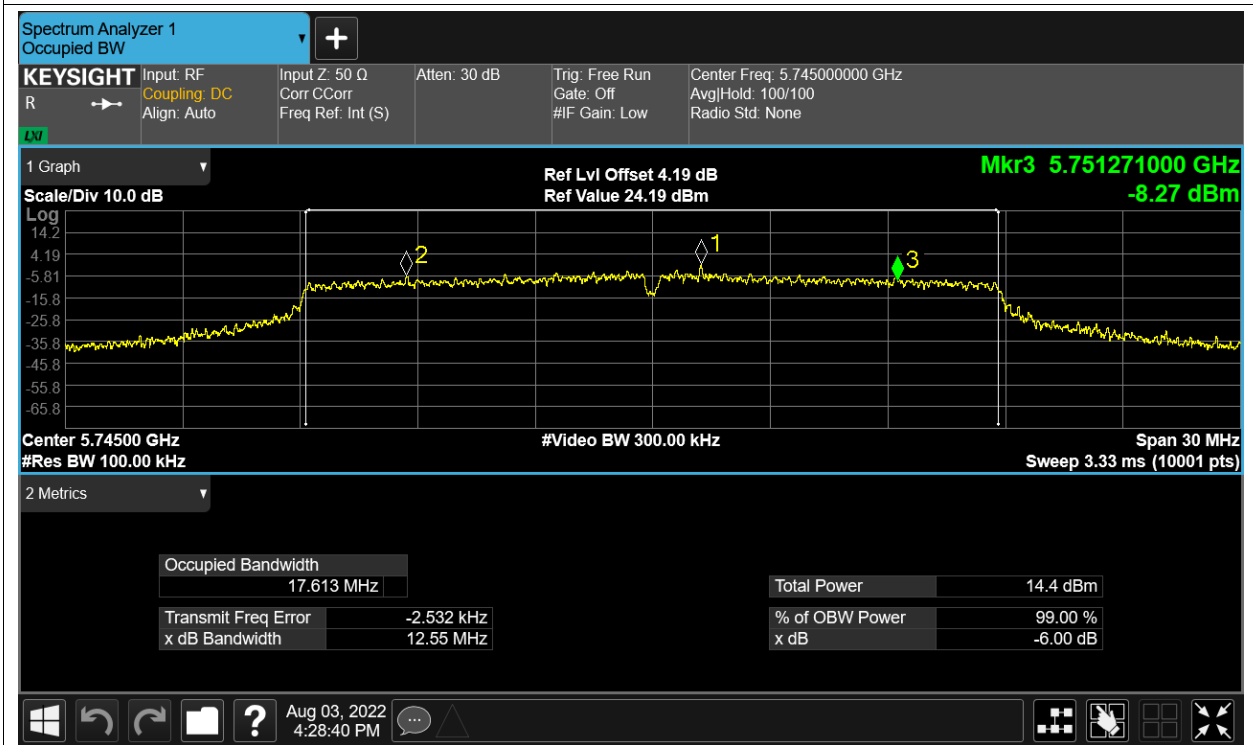 Spectrum Analyzer 1
Occupied BW
KEYSIGHT
R
LXI
Input: RF
Coupling: DC
Align: Auto
Input Z: 50 Ω
Corr CCorr
Freq Ref: Int (S)
Atten: 30 dB
Trig: Free Run
Gate: Off
#IF Gain: Low
Center Freq: 5.745000000 GHz
Avg|Hold: 100/100
Radio Std: None
1 Graph
Scale/Div 10.0 dB
Ref Lvl Offset 4.19 dB
Ref Value 24.19 dBm
Mkr3 5.751271000 GHz
-8.27 dBm
Log
14.2
4.19
-5.81
-15.8
-25.8
-35.8
-45.8
-55.8
-65.8
2
1
3
Center 5.74500 GHz
#Video BW 300.00 kHz
Span 30 MHz
#Res BW 100.00 kHz
Sweep 3.33 ms (10001 pts)
2 Metrics
Occupied Bandwidth
17.613 MHz
Transmit Freq Error -2.532 kHz
x dB Bandwidth 12.55 MHz
Total Power 14.4 dBm
% of OBW Power 99.00 %
x dB -6.00 dB
?
Aug 03, 2022
4:28:40 PM